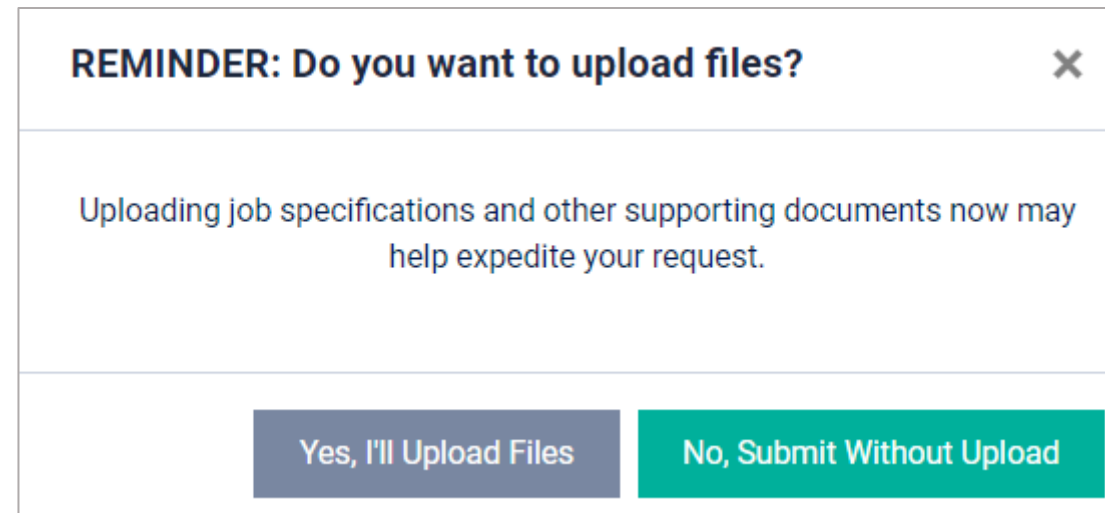 REMINDER: Do you want to upload files?
Uploading job specifications and other supporting documents now may
help expedite your request.
Yes, I'll Upload Files
No, Submit Without Upload